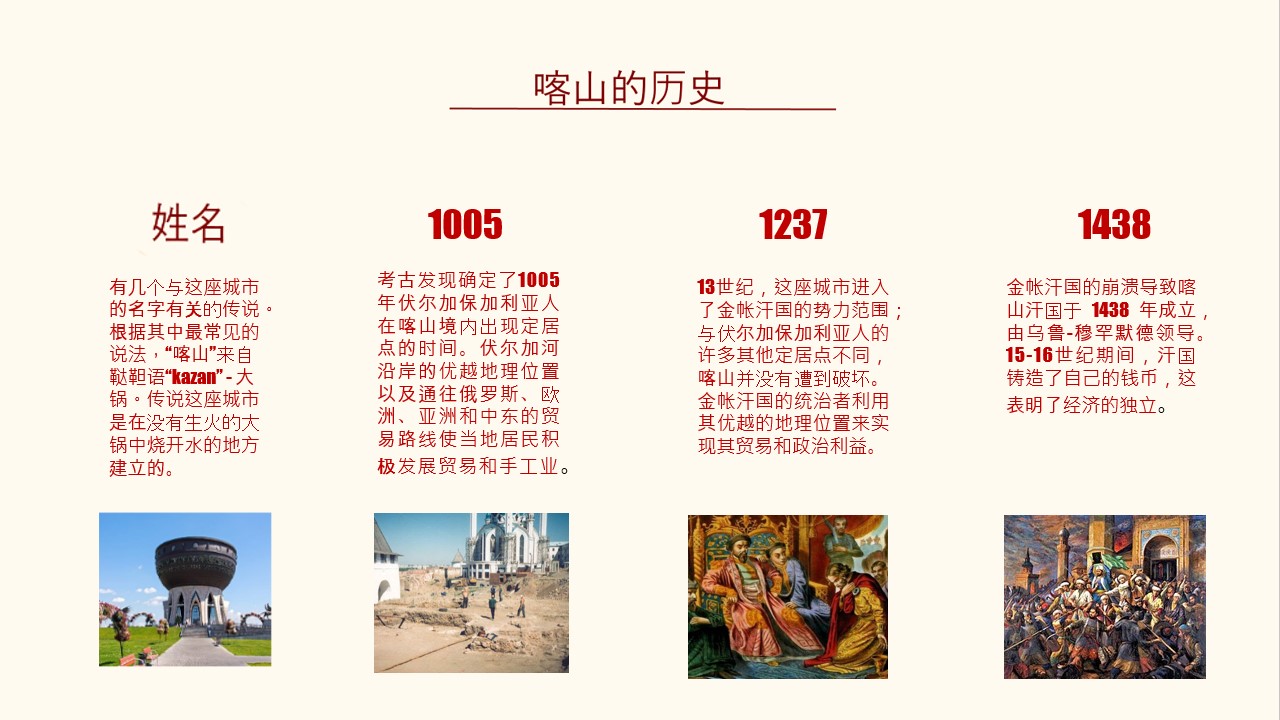 喀山的历史
姓名
有几个与这座城市
的名字有关的传说。
根据其中最常见的
说法，“喀山”来自
鞑靼语“kazan” - 大
锅。传说这座城市
是在没有生火的大
锅中烧开水的地方
建立的。
1005
考古发现确定了1005
年伏尔加保加利亚人
在喀山境内出现定居
点的时间。伏尔加河
沿岸的优越地理位置
以及通往俄罗斯、欧
洲、亚洲和中东的贸
易路线使当地居民积
极发展贸易和手工业。
1237
13世纪，这座城市进入
了金帐汗国的势力范围；
与伏尔加保加利亚人的
许多其他定居点不同，
喀山并没有遭到破坏。
金帐汗国的统治者利用
其优越的地理位置来实
现其贸易和政治利益。
1438
金帐汗国的崩溃导致喀
山汗国于 1438 年成立，
由乌鲁-穆罕默德领导。
15-16世纪期间，汗国
铸造了自己的钱币，这
表明了经济的独立。